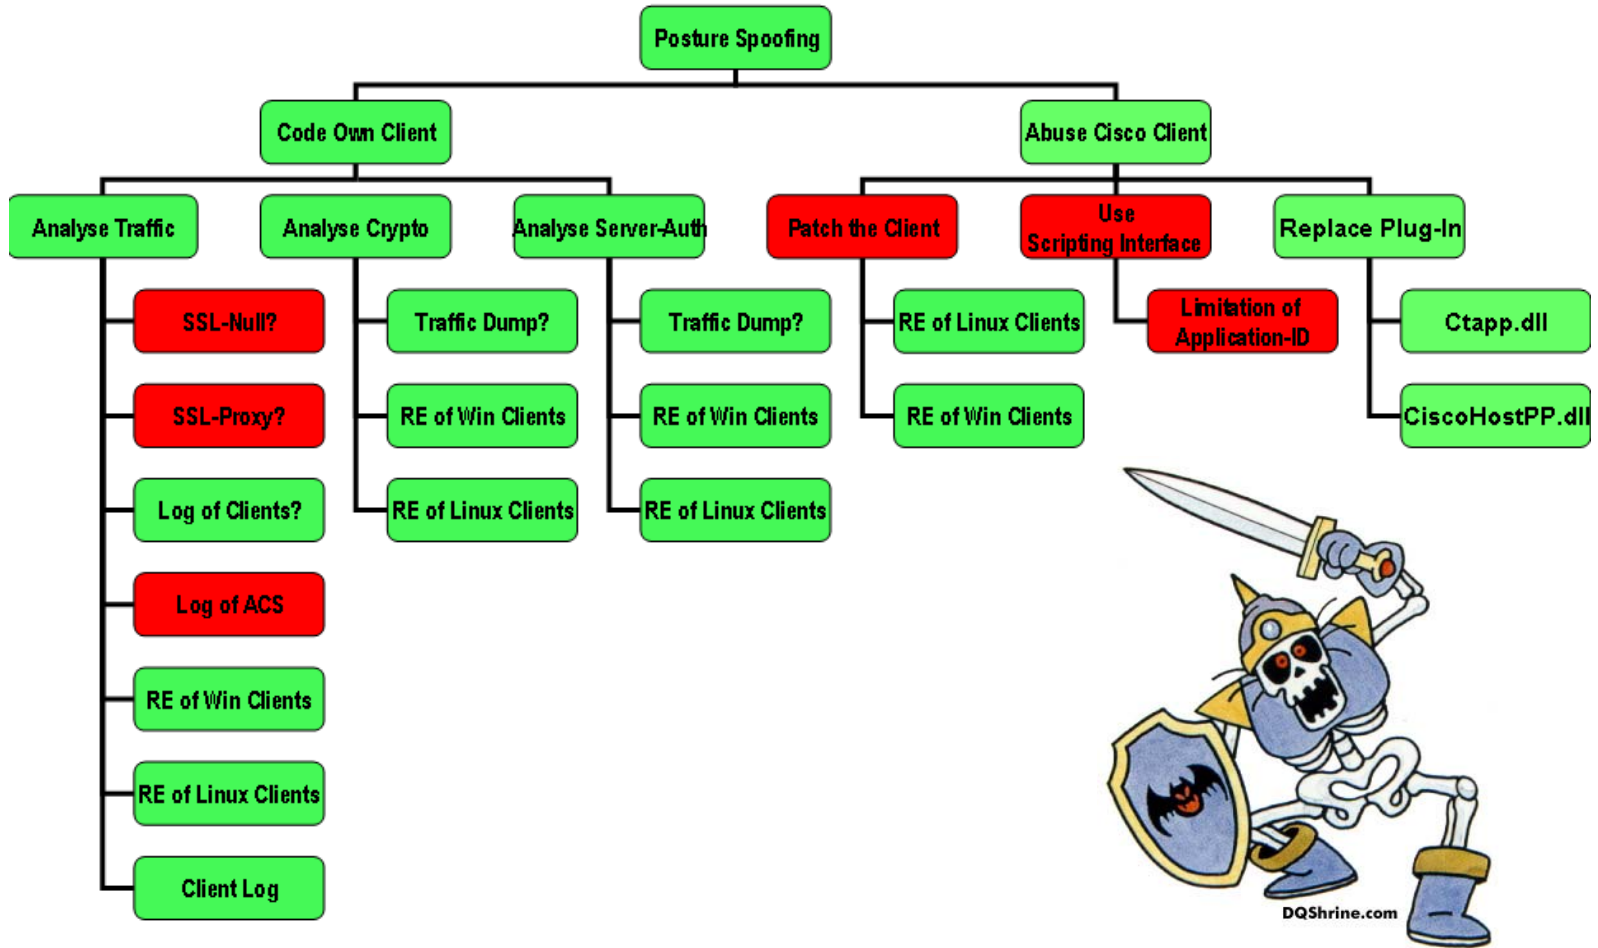 Posture Spoofing
Code Own Client
Abuse Cisco Client
Analyse Traffic
Analyse Crypto
Analyse Server-Auth
Patch the Client
Use
Scripting Interface
Replace Plug-In
SSL-Null?
SSL-Proxy?
Log of Clients?
Log of ACS
RE of Win Clients
RE of Linux Clients
Client Log
Traffic Dump?
RE of Win Clients
RE of Linux Clients
Traffic Dump?
RE of Win Clients
RE of Linux Clients
RE of Linux Clients
RE of Win Clients
Limitation of
Application-ID
Ctapp.dll
CiscoHostPP.dll
DQShrine.com